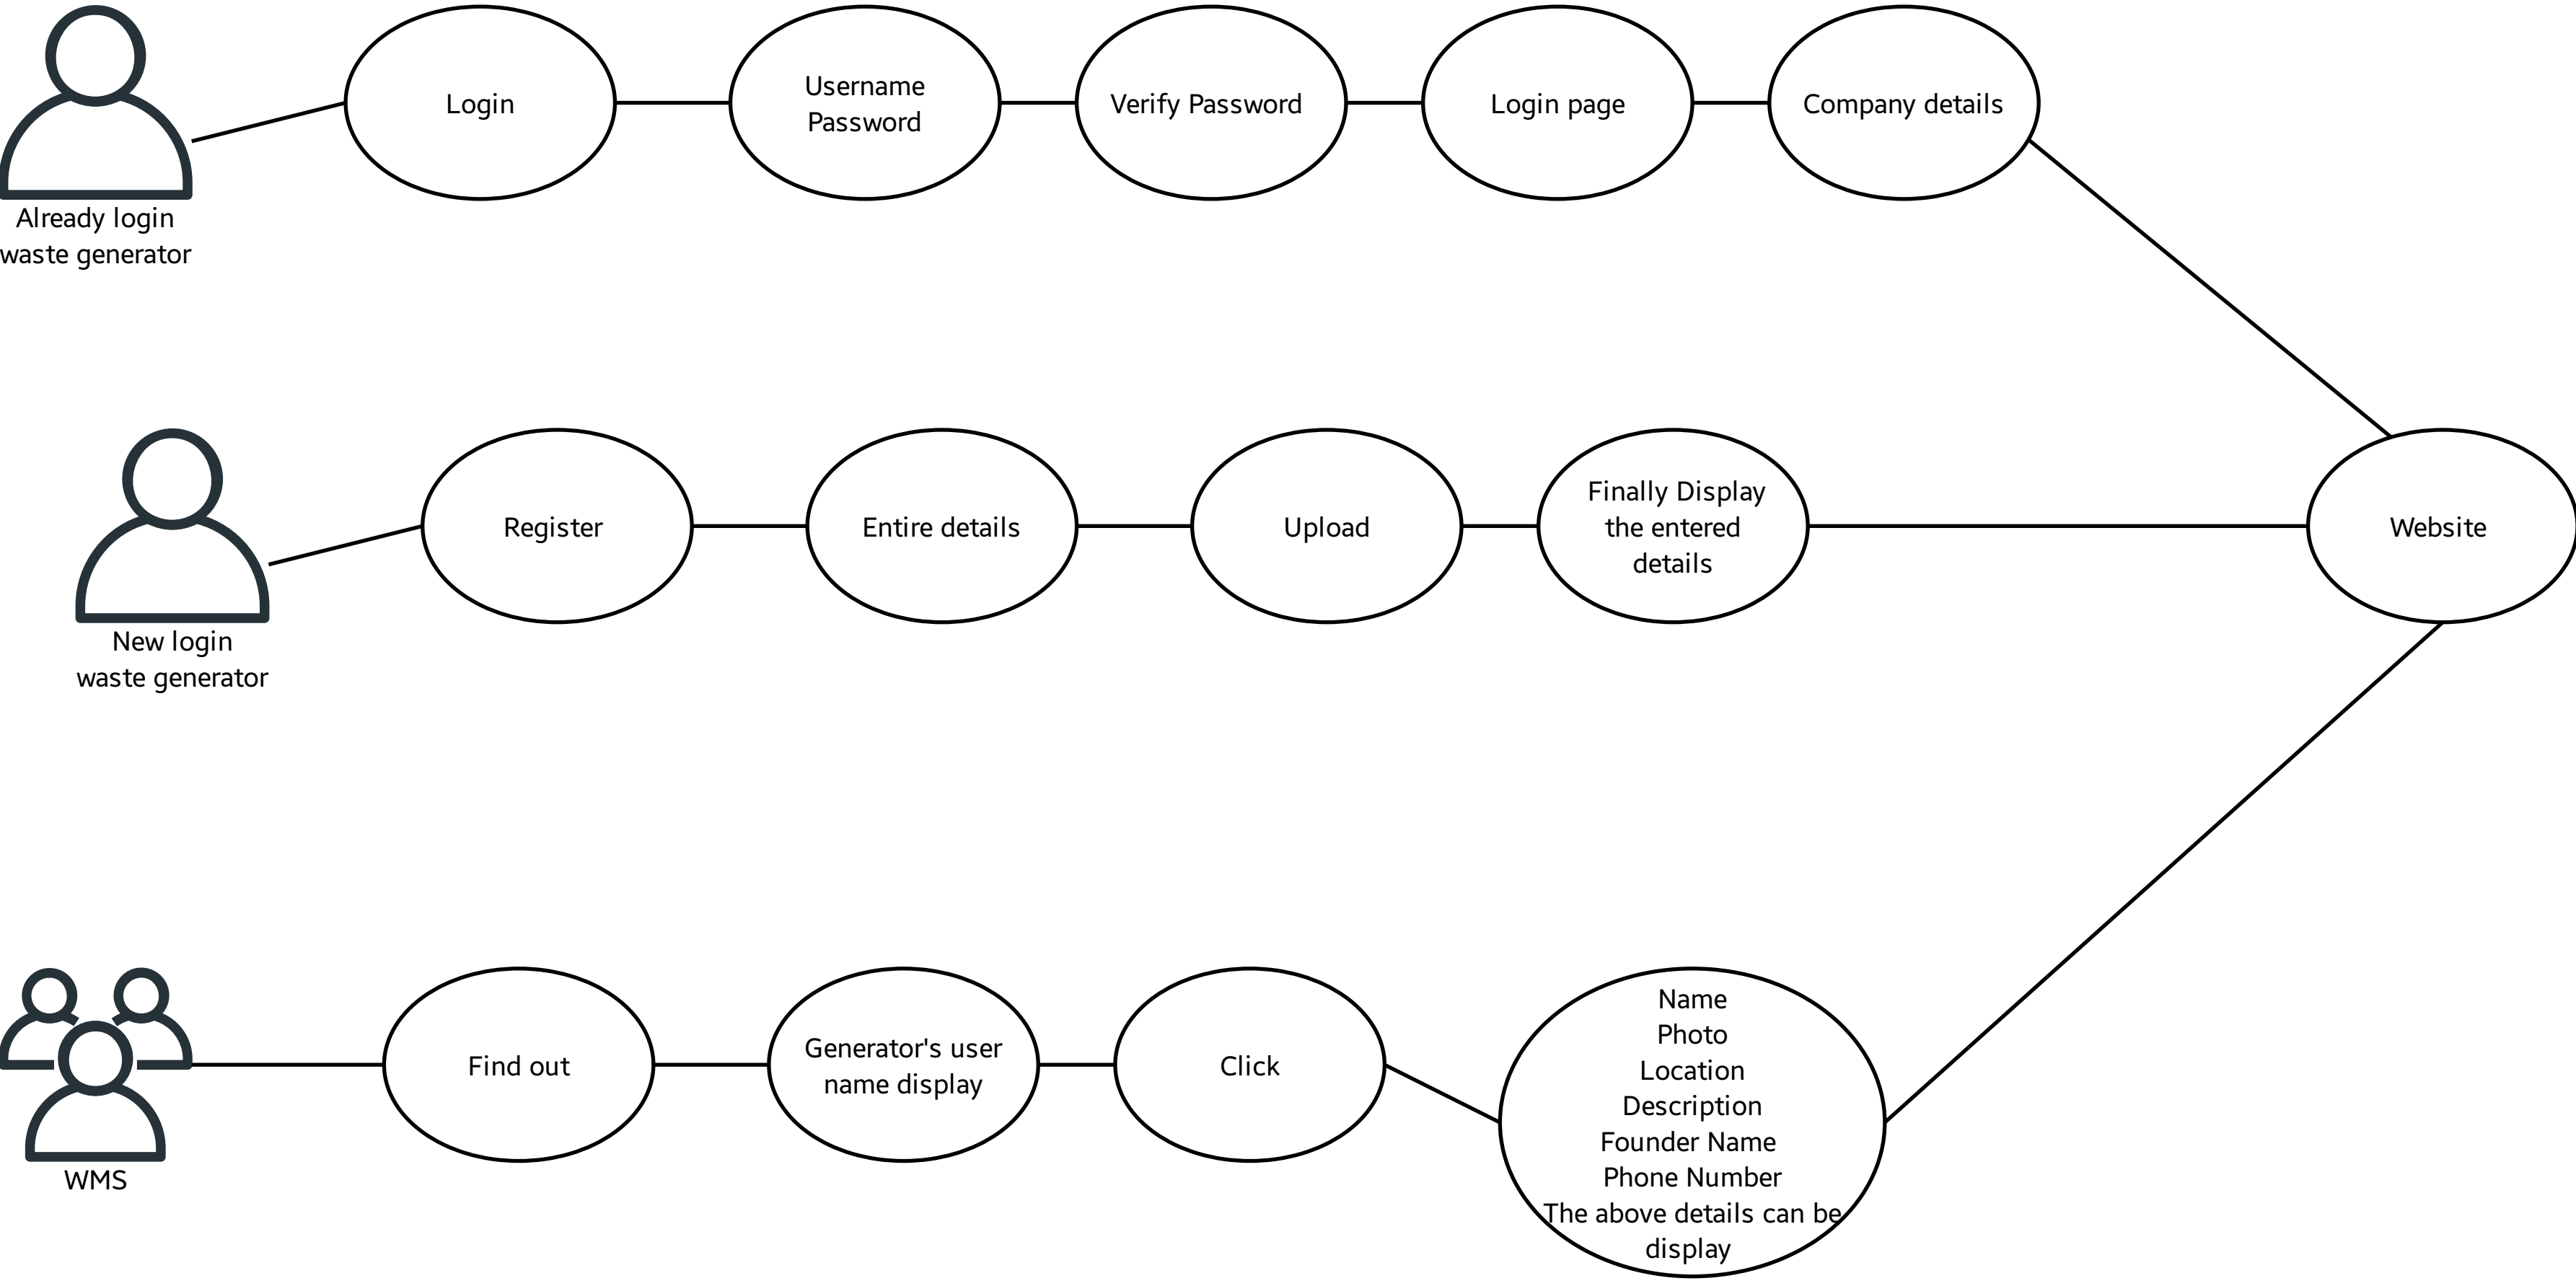 Login
Username
Password
Verify Password
Login page
Company details
Already login
waste generator
Register
Entire details
Upload
Finally Display
the entered
details
Website
New login
waste generator
Find out
Generator's user
name display
Click
Name
Photo
Location
Description
Founder Name
Phone Number
The above details can be
display
WMS